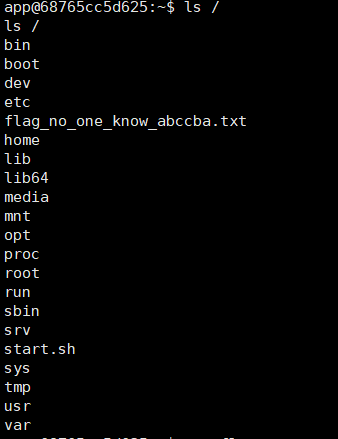 app@68765cc5d625:~$ ls /
ls /
bin
boot
dev
etc
flag_no_one_know_abccba.txt
home
lib
lib64
media
mnt
opt
proc
root
run
sbin
srv
start.sh
sys
tmp
usr
var